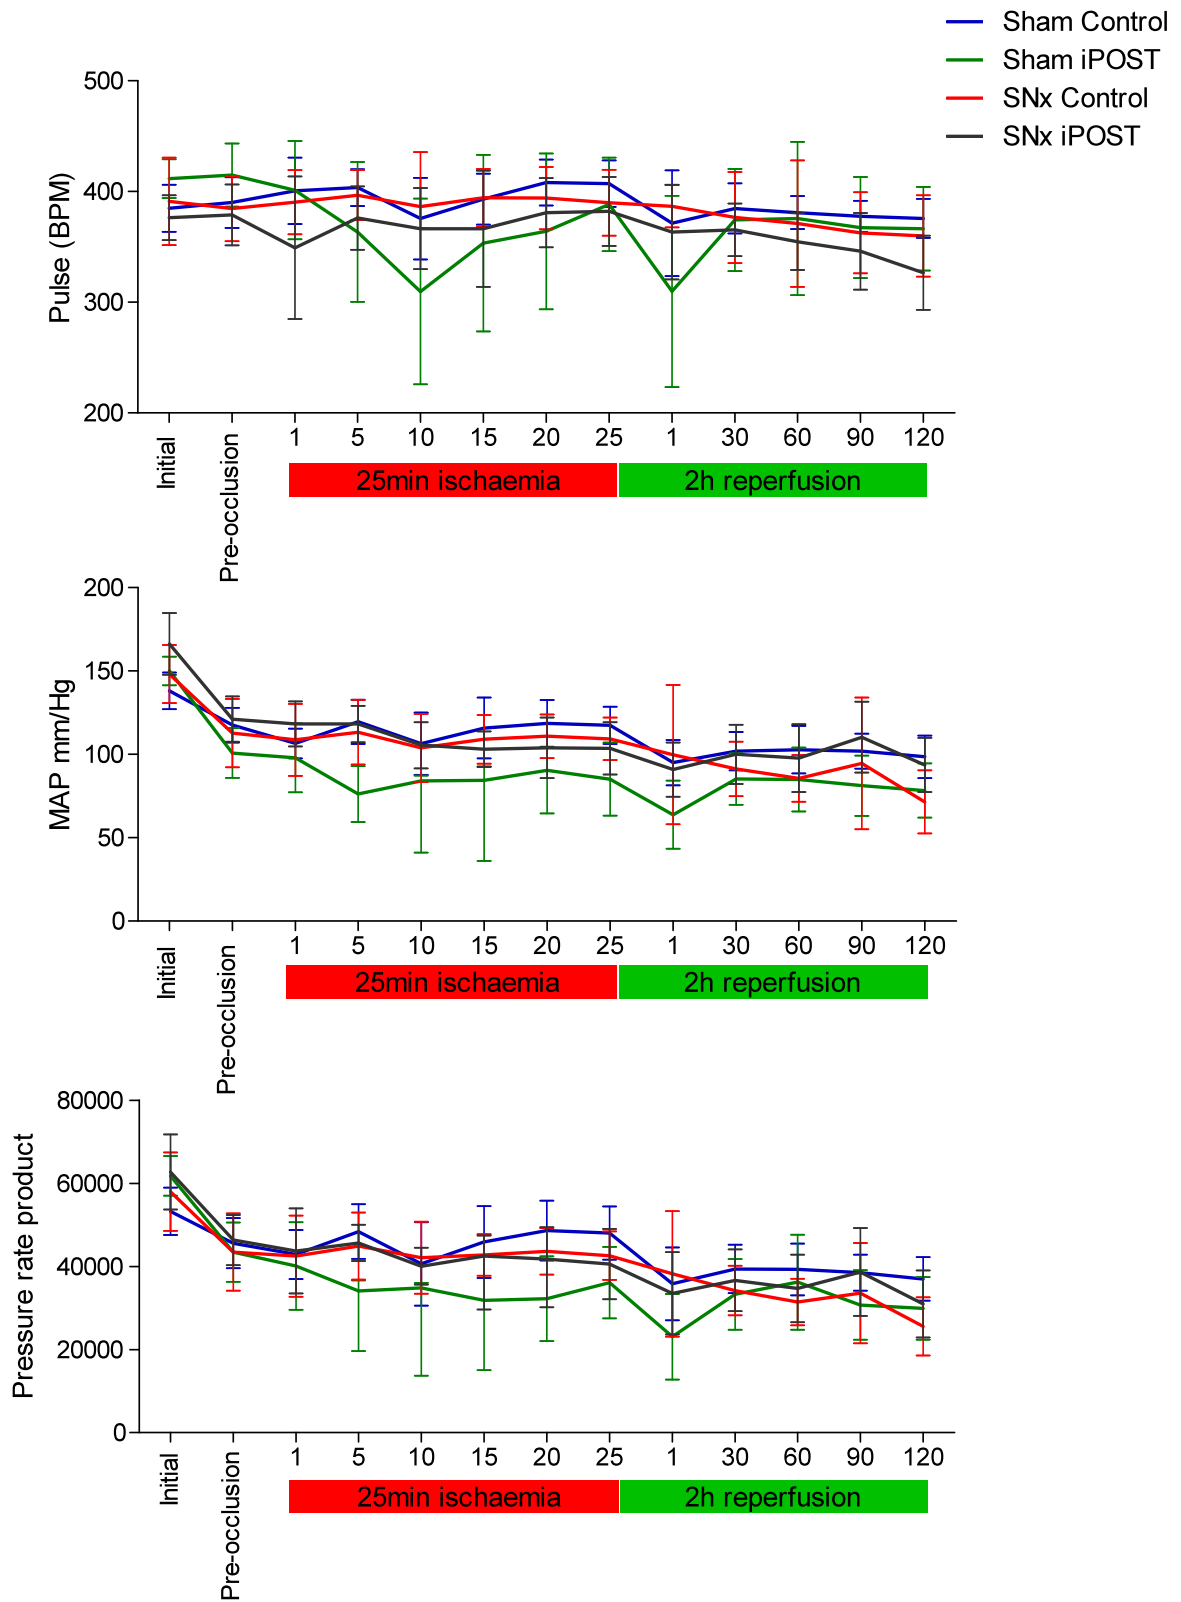 Sham Control
Sham iPOST
SNx Control
SNx iPOST
Pulse (BPM)
500
400
300
200
Initial
Pre-occlusion
1 5 10 15 20 25 1 30 60 90 120
25min ischaemia 2h reperfusion
MAP mm/Hg
200
150
100
50
0
Initial
Pre-occlusion
1 5 10 15 20 25 1 30 60 90 120
25min ischaemia 2h reperfusion
Pressure rate product
80000
60000
40000
20000
0
Initial
Pre-occlusion
1 5 10 15 20 25 1 30 60 90 120
25min ischaemia 2h reperfusion